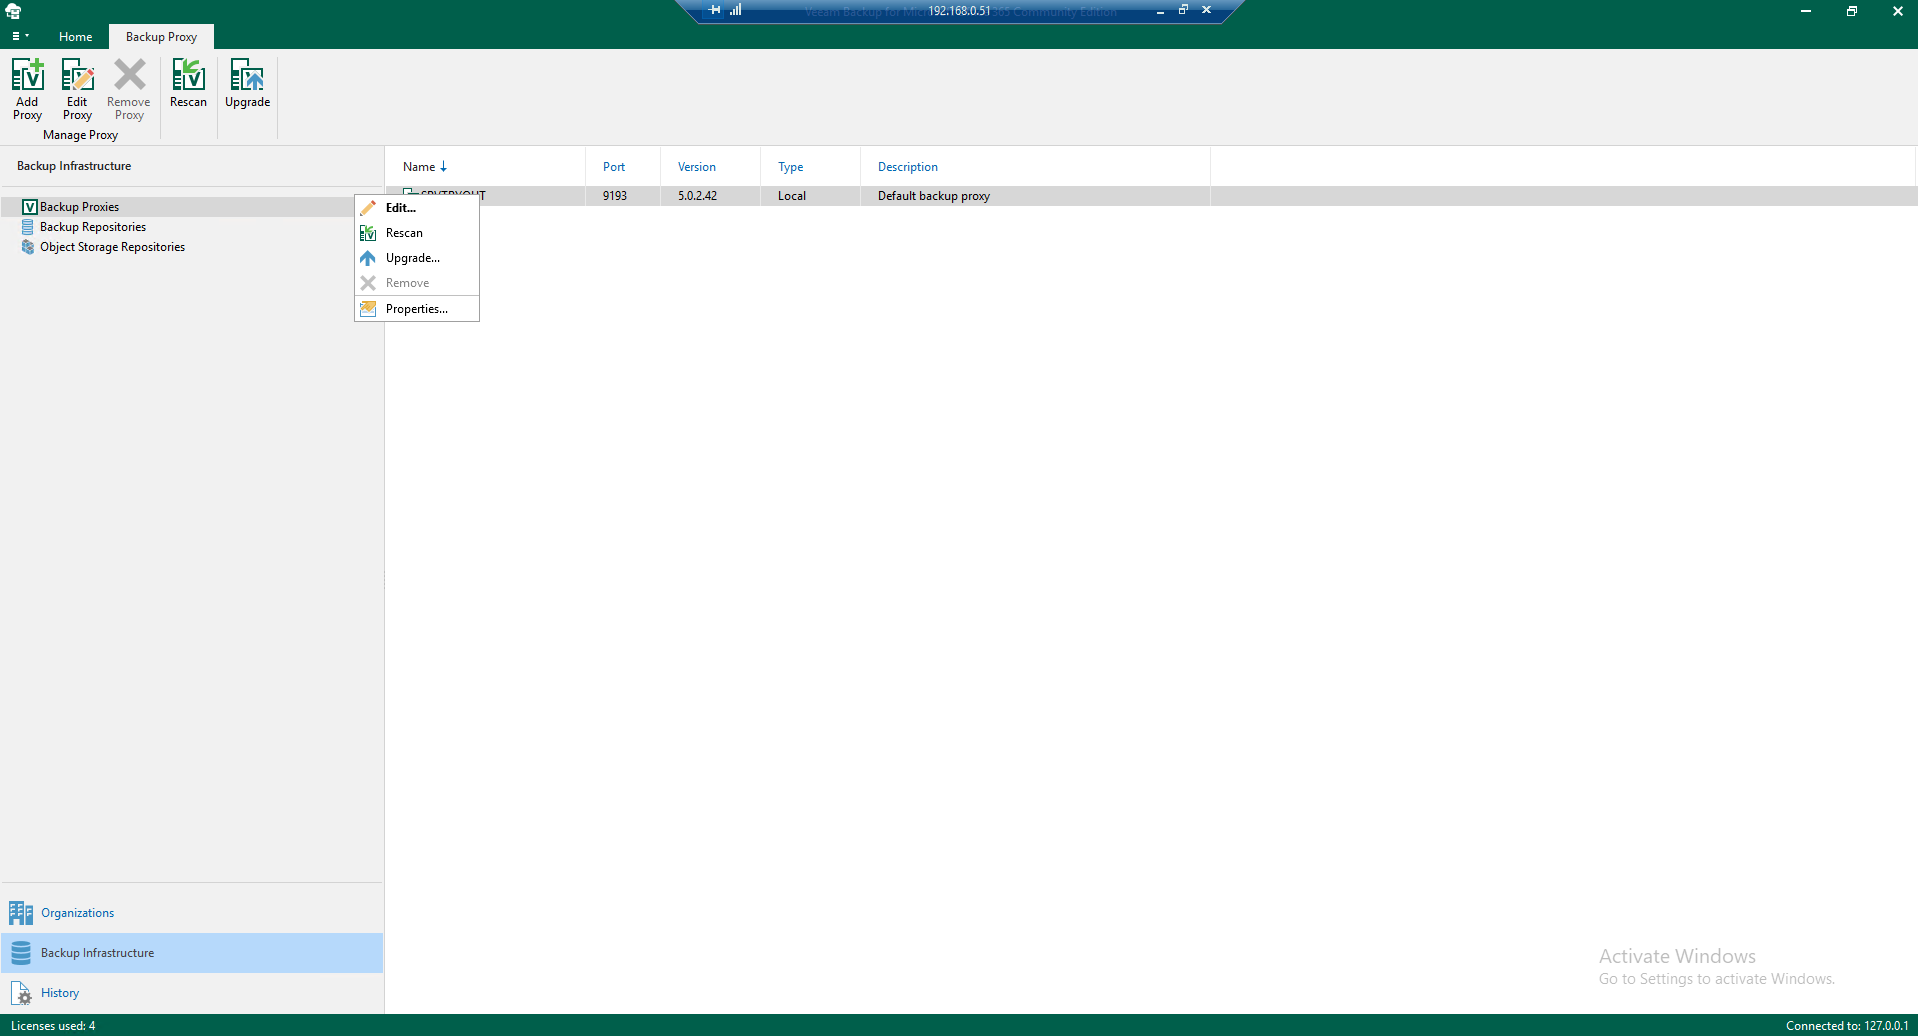 Veeam Backup for Micr 192.168.0.51 365 Community Edition
Home Backup Proxy
Add Proxy
Edit Proxy
Remove Proxy
Rescan
Upgrade
Manage Proxy
Backup Infrastructure
Backup Proxies
Backup Repositories
Object Storage Repositories
Name Port Version Type Description
SRVTRYOUT 9193 5.0.2.42 Local Default backup proxy
Edit...
Rescan
Upgrade...
Remove
Properties...
Organizations
Backup Infrastructure
History
Activate Windows
Go to Settings to activate Windows.
Licenses used: 4
Connected to: 127.0.0.1